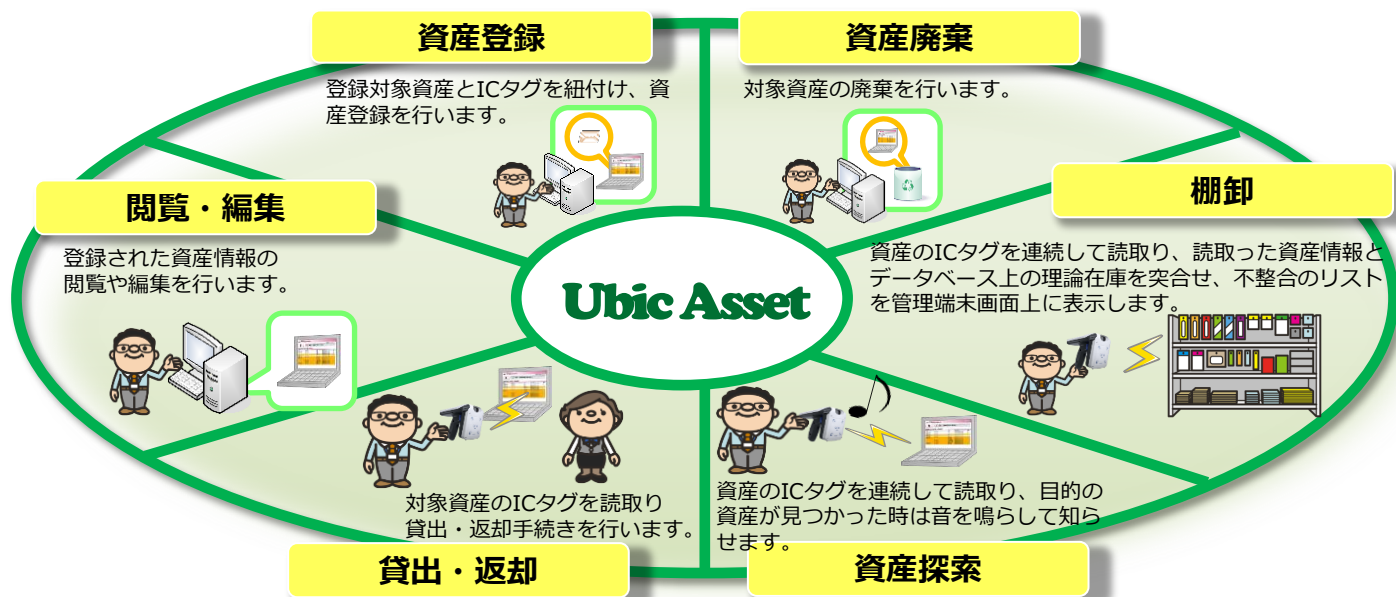 資産登録
登録対象資産とICタグを紐付け、資
産登録を行います。
資産廃棄
対象資産の廃棄を行います。
閲覧・編集
登録された資産情報の
閲覧や編集を行います。
棚卸
資産のICタグを連続して読取り、読取った資産情報と
データベース上の理論在庫を突合せ、不整合のリスト
を管理端末画面上に表示します。
Ubic Asset
対象資産のICタグを読取り
貸出・返却手続きを行います。
貸出・返却
資産のICタグを連続して読取り、目的の
資産が見つかった時は音を鳴らして知ら
せます。
資産探索